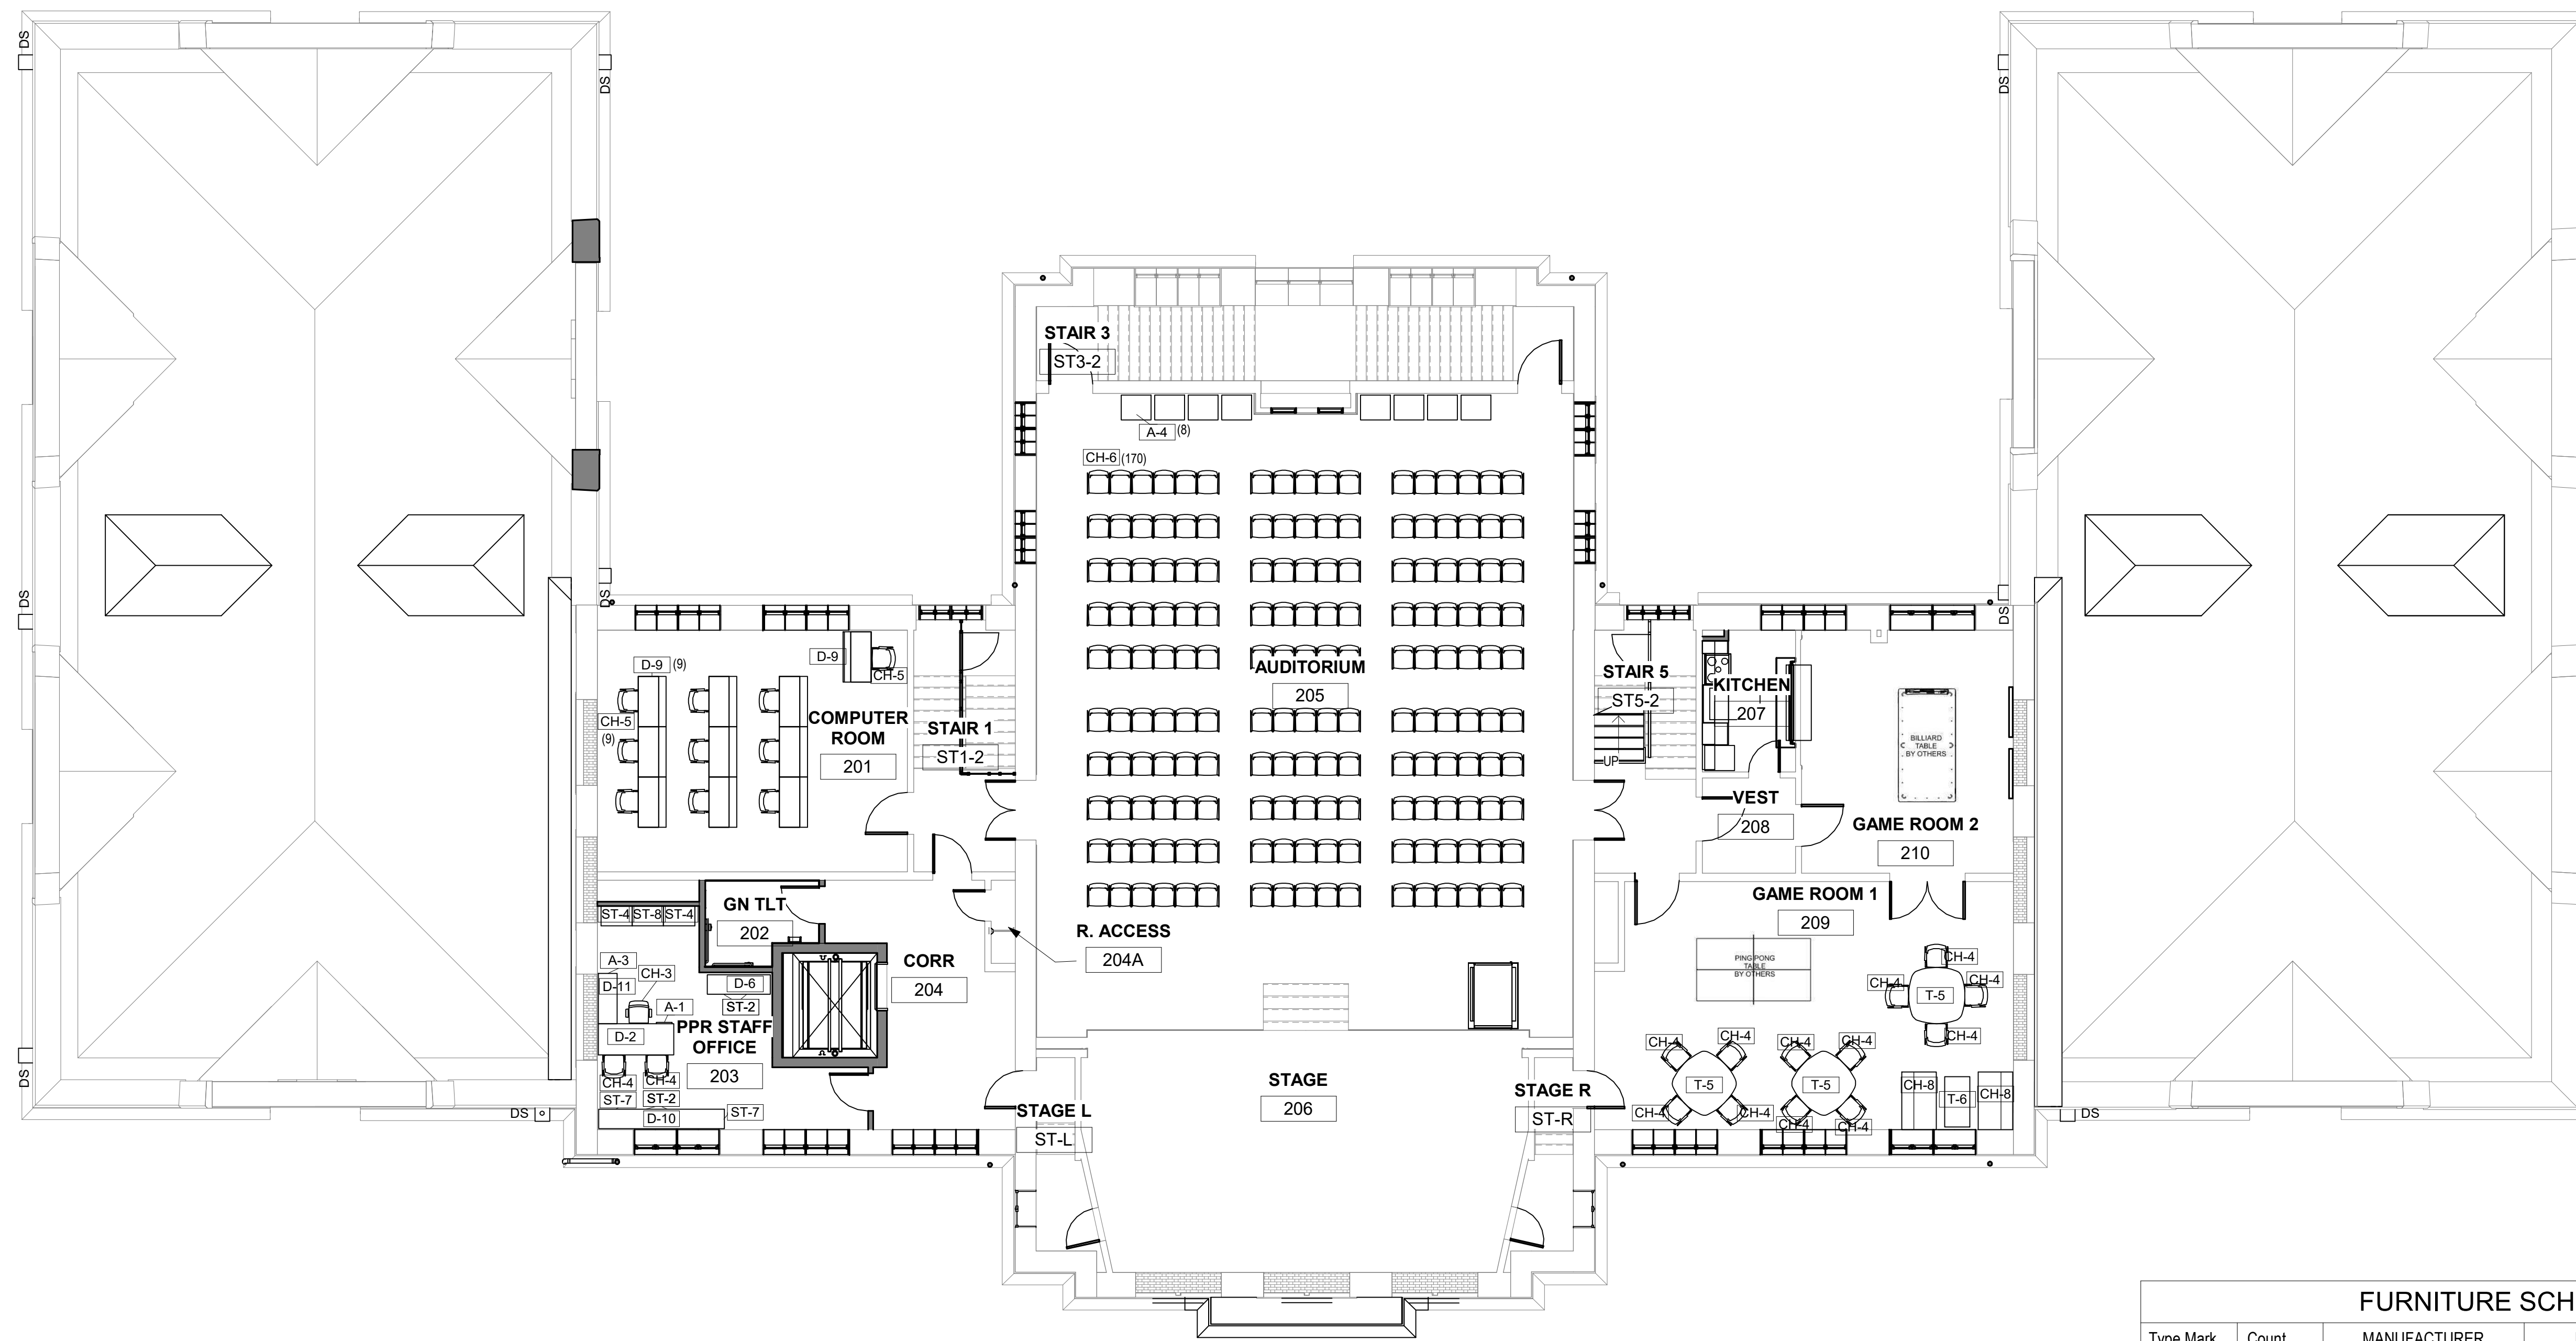 DS
DS
DS
STAIR 3
ST3-2
A-4 (8)
CH-6 (170)
DS
DS
DS
D-9 (9)
D-9
CH-5
CH-5
(9)
COMPUTER
ROOM
201
STAIR 1
ST1-2
AUDITORIUM
205
STAIR 5
ST5-2
UP
KITCHEN
207
BILLIARD
TABLE
BY OTHERS
VEST
208
GAME ROOM 2
210
GAME ROOM 1
209
ST-4 ST-8 ST-4
GN TLT
202
R. ACCESS
204A
CORR
204
A-3
CH-3
D-11
D-6
ST-2
A-1
D-2
PPR STAFF
OFFICE
203
CH-4 CH-4
ST-7 ST-2
D-10
ST-7
PING PONG
TABLE
BY OTHERS
CH-4
CH-4
CH-4
T-5
CH-4
CH-4
CH-4
CH-4
CH-4
T-5
T-5
CH-4
CH-4
CH-4
CH-4
CH-8
T-6
CH-8
STAGE
206
STAGE L
ST-L
STAGE R
ST-R
DS
DS
DS
FURNITURE SCH
Type Mark Count MANUFACTURER